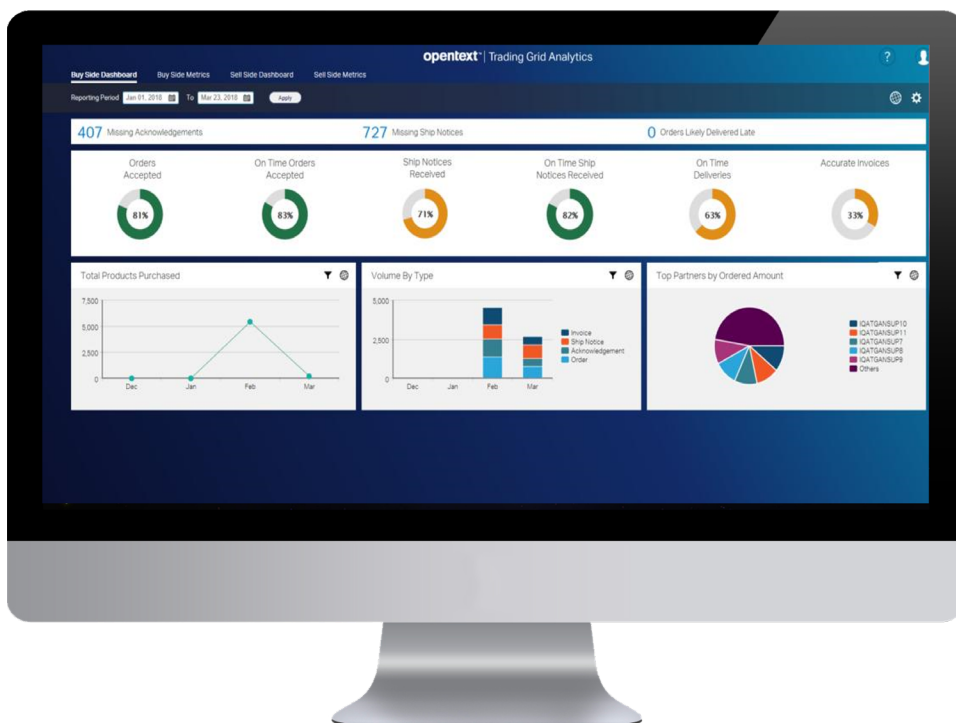 opentext™ | Trading Grid Analytics
?
Buy Side Dashboard Buy Side Metrics Sell Side Dashboard Sell Side Metrics
Reporting Period Jan 01, 2018 To Mar 23, 2018 Apply
407 Missing Acknowledgements 727 Missing Ship Notices 0 Orders Likely Delivered Late
Orders Accepted
81%
On Time Orders Accepted
83%
Ship Notices Received
71%
On Time Ship Notices Received
82%
On Time Deliveries
63%
Accurate Invoices
33%
Total Products Purchased
7,500
5,000
2,500
0
Dec Jan Feb Mar
Volume By Type
5,000
2,500
0
Dec Jan Feb Mar
Invoice
Ship Notice
Acknowledgement
Order
Top Partners by Ordered Amount
IQATGANSUP10
IQATGANSUP11
IQATGANSUP7
IQATGANSUP8
IQATGANSUP9
Others